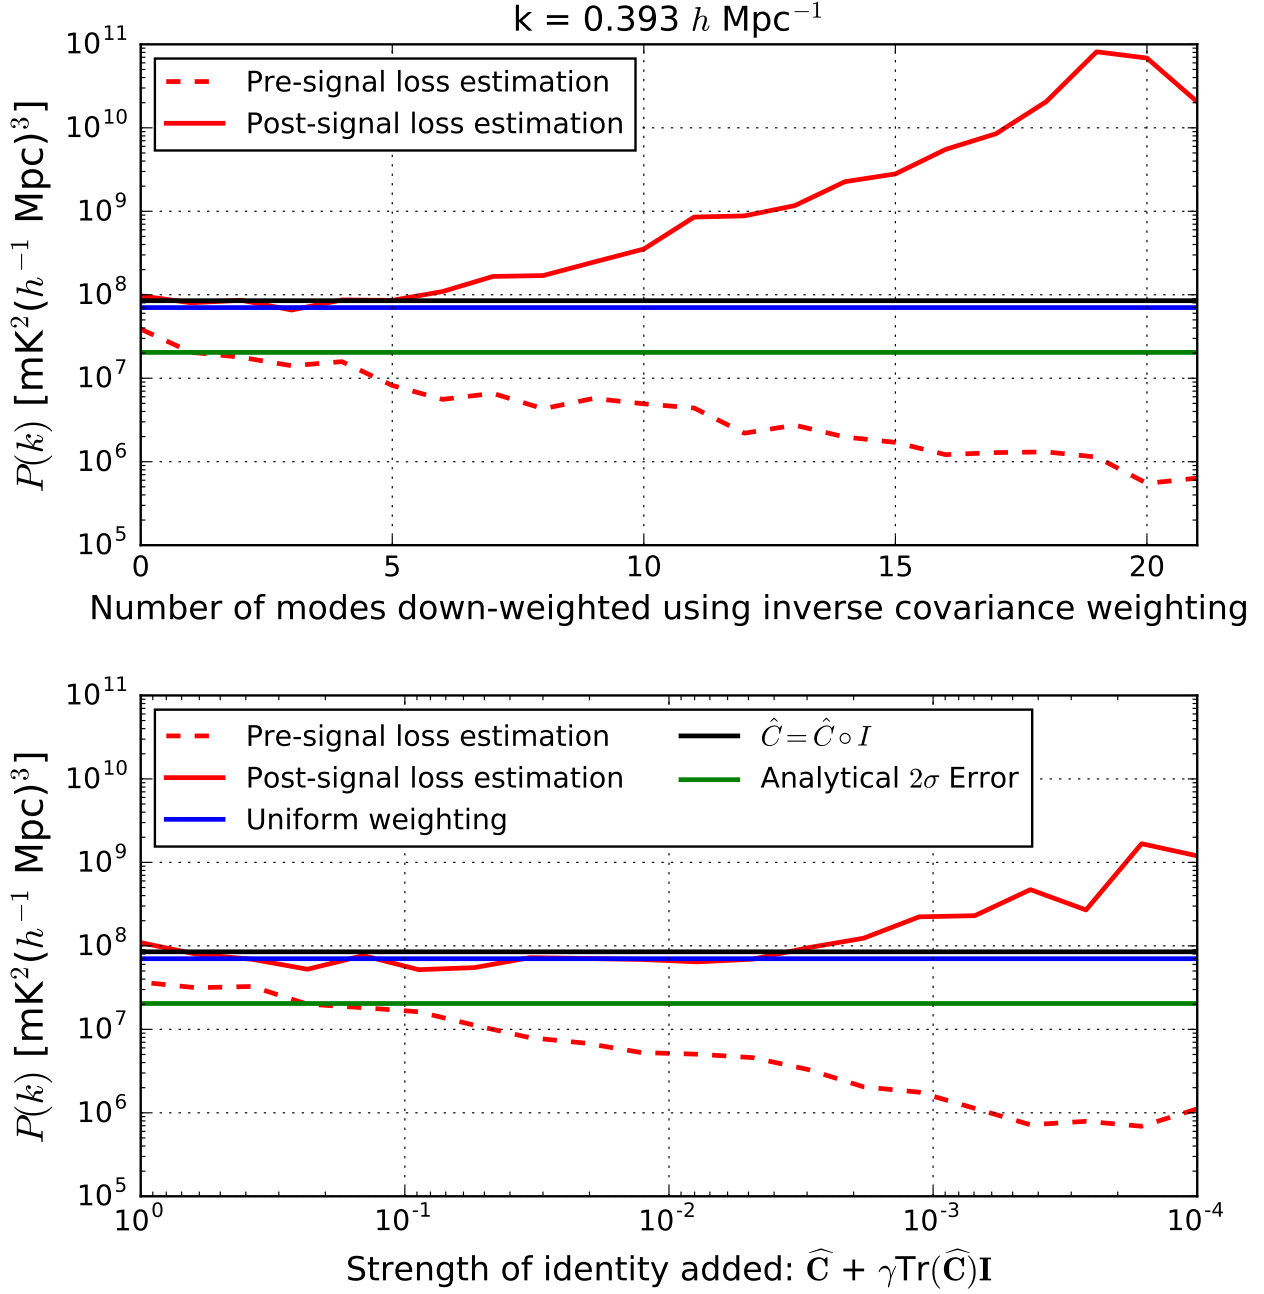 k = 0.393 h Mpc⁻¹
P(k) [mK²(h⁻¹ Mpc)³]
10¹¹
10¹⁰
10⁹
10⁸
10⁷
10⁶
10⁵
Pre-signal loss estimation
Post-signal loss estimation
0 5 10 15 20
Number of modes down-weighted using inverse covariance weighting
P(k) [mK²(h⁻¹ Mpc)³]
10¹¹
10¹⁰
10⁹
10⁸
10⁷
10⁶
10⁵
Pre-signal loss estimation
Post-signal loss estimation
Uniform weighting
Ĉ = Ĉ ∘ I
Analytical 2σ Error
10⁰ 10⁻¹ 10⁻² 10⁻³ 10⁻⁴
Strength of identity added: Ĉ + γTr(Ĉ)I